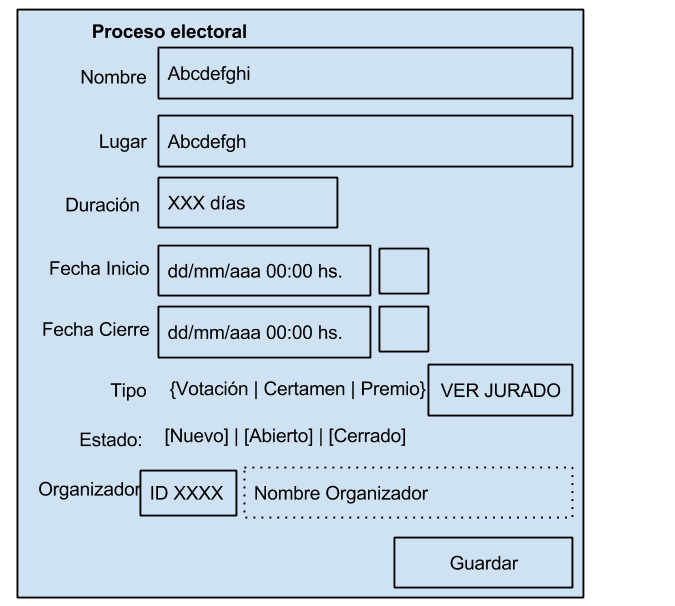 Proceso electoral
Nombre Abcdefghi
Lugar Abcdefgh
Duración XXX días
Fecha Inicio dd/mm/aaa 00:00 hs.
Fecha Cierre dd/mm/aaa 00:00 hs.
Tipo {Votación | Certamen | Premio} VER JURADO
Estado: [Nuevo] | [Abierto] | [Cerrado]
Organizador ID XXXX Nombre Organizador
Guardar